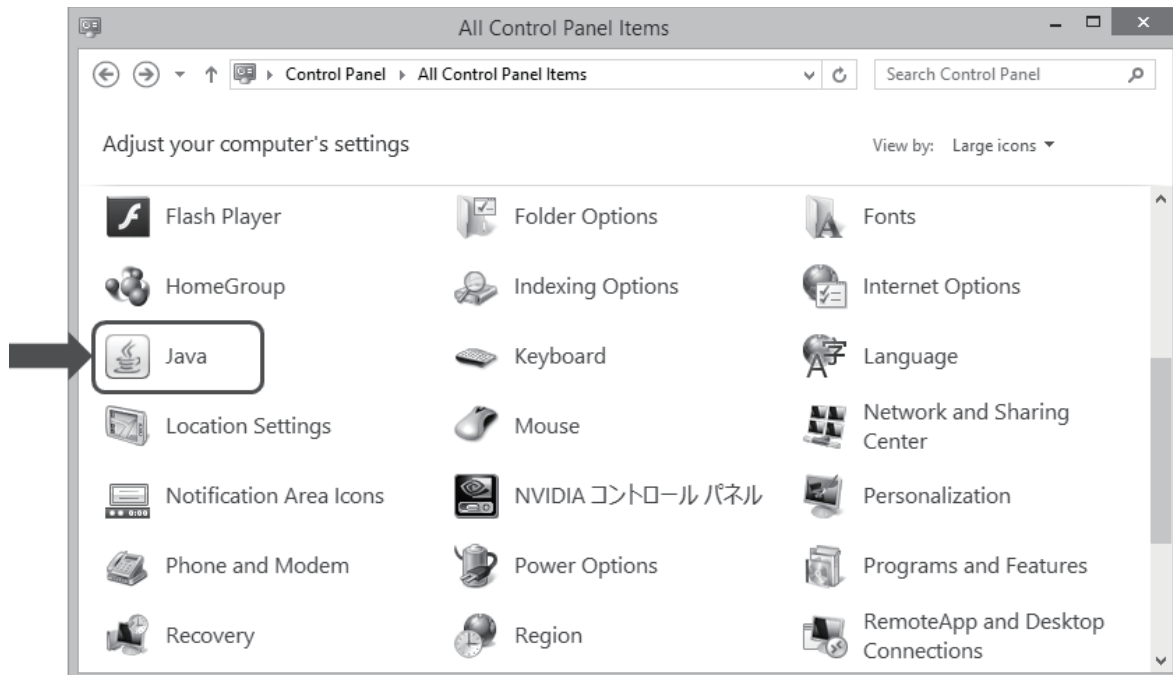 All Control Panel Items
Control Panel All Control Panel Items
Search Control Panel
Adjust your computer's settings
View by: Large icons
Flash Player
Folder Options
Fonts
HomeGroup
Indexing Options
Internet Options
Java
Keyboard
Language
Location Settings
Mouse
Network and Sharing
Center
Notification Area Icons
NVIDIA コントロール パネル
Personalization
Phone and Modem
Power Options
Programs and Features
Recovery
Region
RemoteApp and Desktop
Connections